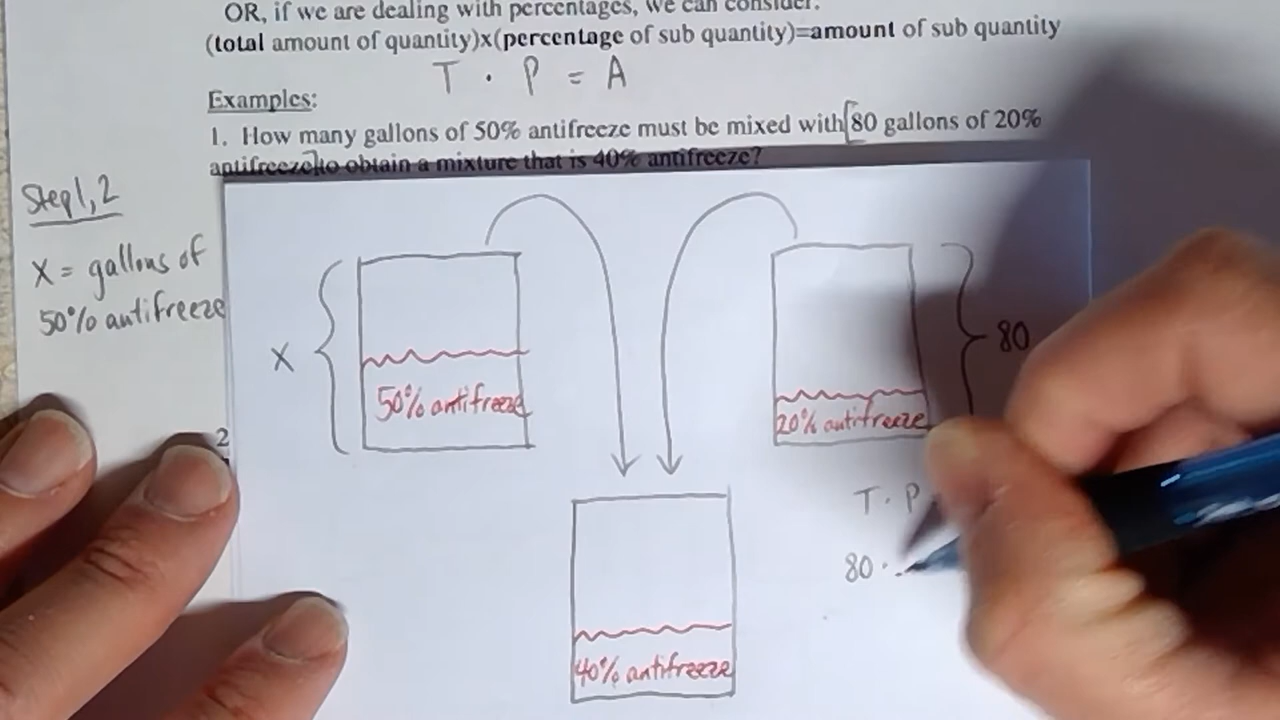 OR, if we are dealing with percentages, we can consider:
(total amount of quantity)x(percentage of sub quantity)=amount of sub quantity
T · P = A
Examples:
1. How many gallons of 50% antifreeze must be mixed with [80 gallons of 20%
antifreeze] to obtain a mixture that is 40% antifreeze?
Step 1, 2
X = gallons of
50% antifreeze
X
50% antifreeze
20% antifreeze
80
2
T · P
80 · .
40% antifreeze